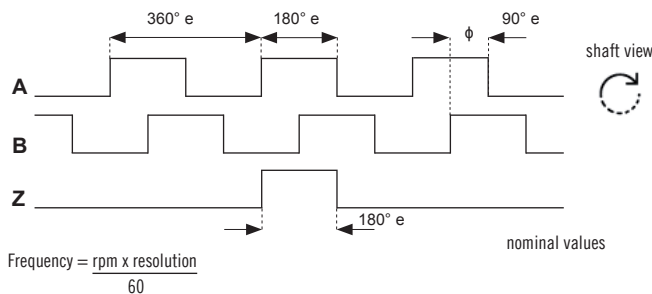 360° e 180° e ϕ 90° e
shaft view
A
B
Z
180° e
nominal values
Frequency = rpm x resolution
60